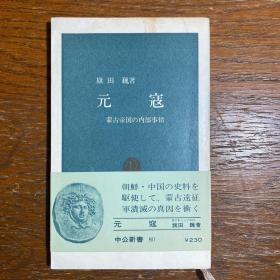 旗田 巍著
元寇
蒙古帝国の内部事情
朝鮮・中国の史料を
駆使して、蒙古遠征
軍潰滅の真因を衝く
元寇 旗田 巍著
中公新書 80 ¥230